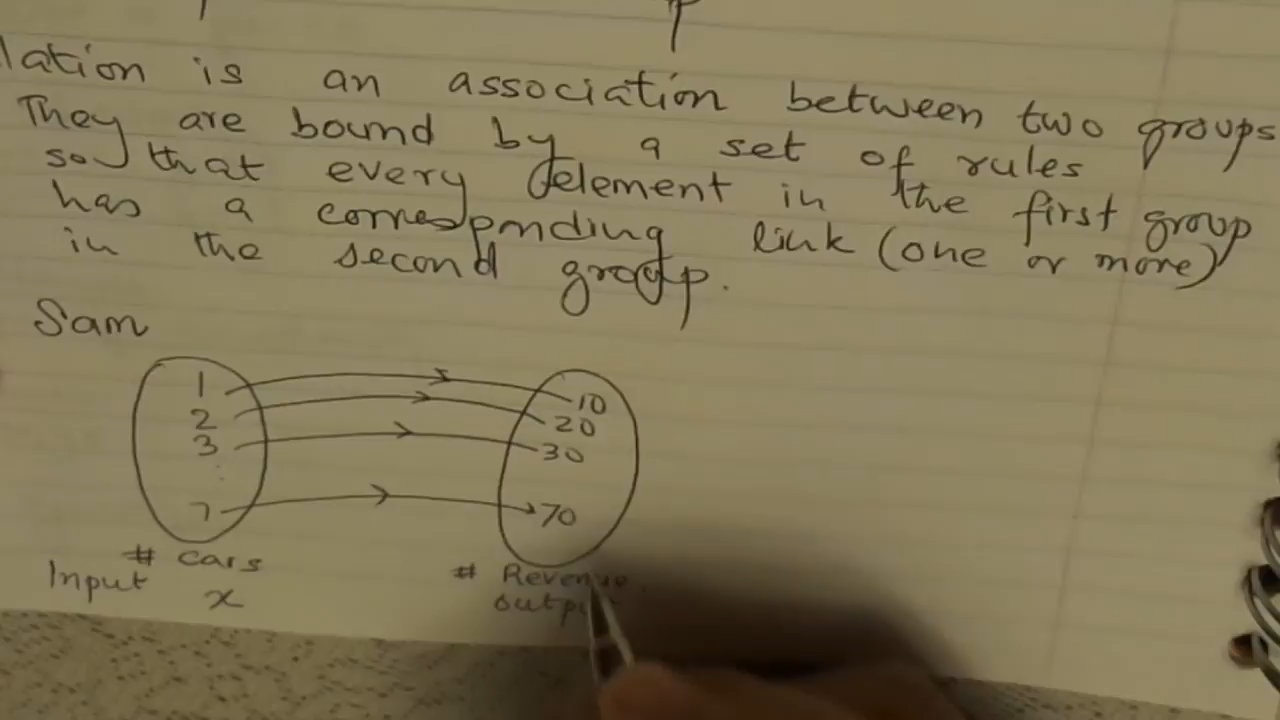 lation is an association between two groups
They are bound by a set of rules
so that every element in the first group
has a corresponding link (one or more)
in the second group.
Sam
1 10
2 20
3 30
7 70
# cars # Revenue
Input x